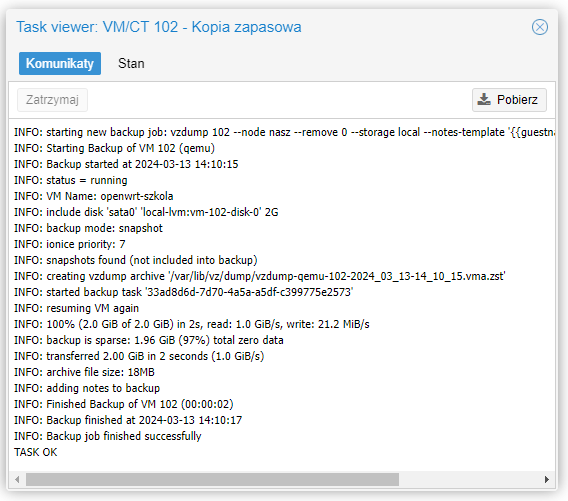 Task viewer: VM/CT 102 - Kopia zapasowa
Komunikaty Stan
Zatrzymaj Pobierz
INFO: starting new backup job: vzdump 102 --node nasz --remove 0 --storage local --notes-template '{{guestna
INFO: Starting Backup of VM 102 (qemu)
INFO: Backup started at 2024-03-13 14:10:15
INFO: status = running
INFO: VM Name: openwrt-szkola
INFO: include disk 'sata0' 'local-lvm:vm-102-disk-0' 2G
INFO: backup mode: snapshot
INFO: ionice priority: 7
INFO: snapshots found (not included into backup)
INFO: creating vzdump archive '/var/lib/vz/dump/vzdump-qemu-102-2024_03_13-14_10_15.vma.zst'
INFO: started backup task '33ad8d6d-7d70-4a5a-a5df-c399775e2573'
INFO: resuming VM again
INFO: 100% (2.0 GiB of 2.0 GiB) in 2s, read: 1.0 GiB/s, write: 21.2 MiB/s
INFO: backup is sparse: 1.96 GiB (97%) total zero data
INFO: transferred 2.00 GiB in 2 seconds (1.0 GiB/s)
INFO: archive file size: 18MB
INFO: adding notes to backup
INFO: Finished Backup of VM 102 (00:00:02)
INFO: Backup finished at 2024-03-13 14:10:17
INFO: Backup job finished successfully
TASK OK